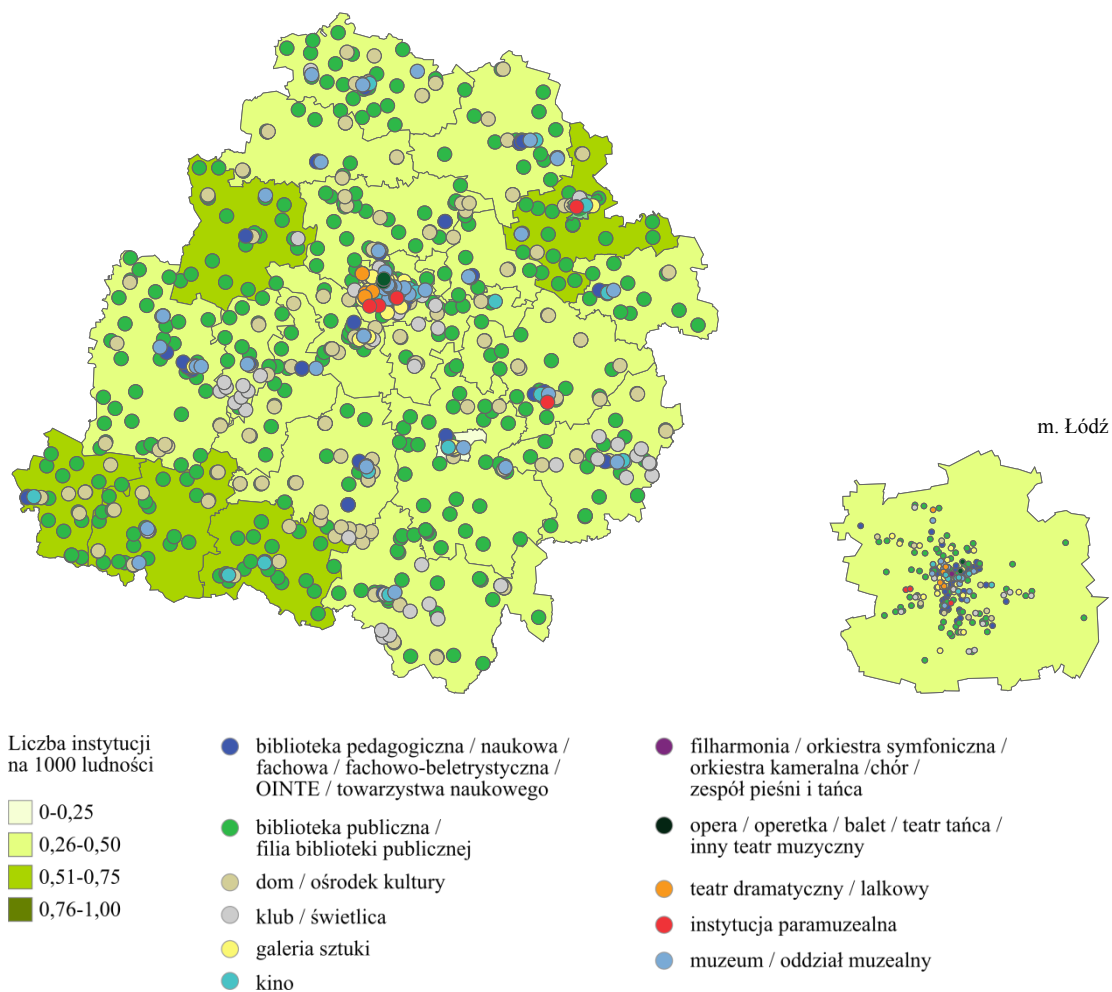 m. Łódź
Liczba instytucji
na 1000 ludności
0-0,25
0,26-0,50
0,51-0,75
0,76-1,00
biblioteka pedagogiczna / naukowa /
fachowa / fachowo-beletrystyczna /
OINTE / towarzystwa naukowego
biblioteka publiczna /
filia biblioteki publicznej
dom / ośrodek kultury
klub / świetlica
galeria sztuki
kino
filharmonia / orkiestra symfoniczna /
orkiestra kameralna /chór /
zespół pieśni i tańca
opera / operetka / balet / teatr tańca /
inny teatr muzyczny
teatr dramatyczny / lalkowy
instytucja paramuzealna
muzeum / oddział muzealny